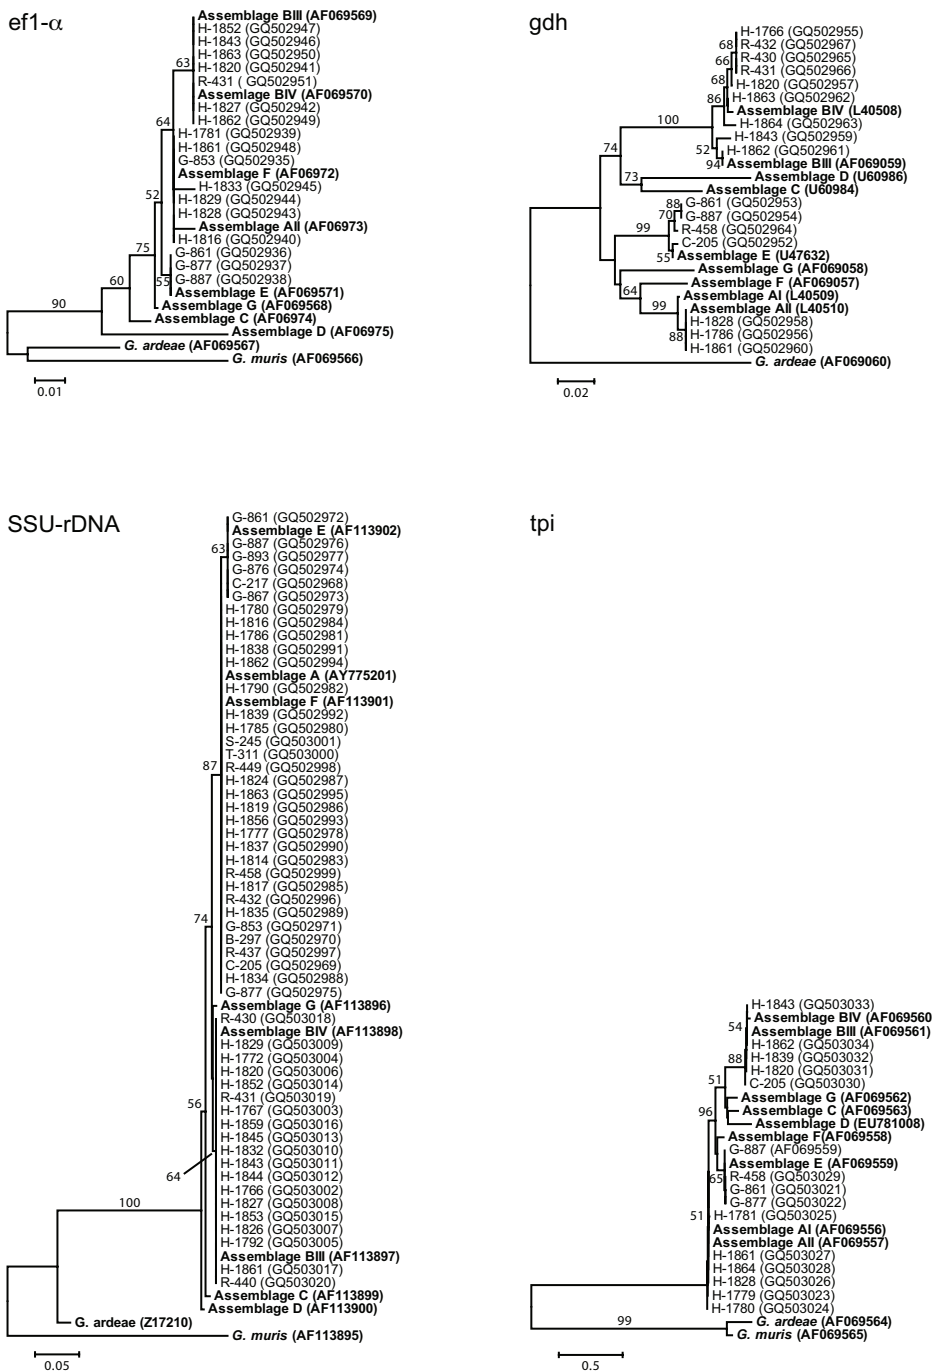 ef1-α
Assemblage BIII (AF069569)
H-1852 (GQ502947)
H-1843 (GQ502946)
H-1863 (GQ502950)
H-1820 (GQ502941)
R-431 ( GQ502951)
Assemblage BIV (AF069570)
H-1827 (GQ502942)
H-1862 (GQ502949)
H-1781 (GQ502939)
H-1861 (GQ502948)
G-853 (GQ502935)
Assemblage F (AF06972)
H-1833 (GQ502945)
H-1829 (GQ502944)
H-1828 (GQ502943)
Assemblage AII (AF06973)
H-1816 (GQ502940)
G-861 (GQ502936)
G-877 (GQ502937)
G-887 (GQ502938)
Assemblage E (AF069571)
Assemblage G (AF069568)
Assemblage C (AF06974)
Assemblage D (AF06975)
G. ardeae (AF069567)
G. muris (AF069566)
63
64
52
75
55
60
90
0.01
gdh
H-1766 (GQ502955)
R-432 (GQ502967)
R-430 (GQ502965)
R-431 (GQ502966)
H-1820 (GQ502957)
H-1863 (GQ502962)
Assemblage BIV (L40508)
H-1864 (GQ502963)
H-1843 (GQ502959)
H-1862 (GQ502961)
Assemblage BIII (AF069059)
Assemblage D (U60986)
Assemblage C (U60984)
G-861 (GQ502953)
G-887 (GQ502954)
R-458 (GQ502964)
C-205 (GQ502952)
Assemblage E (U47632)
Assemblage G (AF069058)
Assemblage F (AF069057)
Assemblage AI (L40509)
Assemblage AII (L40510)
H-1828 (GQ502958)
H-1786 (GQ502956)
H-1861 (GQ502960)
G. ardeae (AF069060)
68
66
68
86
100
52
94
74
73
88
70
99
55
64
99
88
0.02
SSU-rDNA
G-861 (GQ502972)
Assemblage E (AF113902)
G-887 (GQ502976)
G-893 (GQ502977)
G-876 (GQ502974)
C-217 (GQ502968)
G-867 (GQ502973)
H-1780 (GQ502979)
H-1816 (GQ502984)
H-1786 (GQ502981)
H-1838 (GQ502991)
H-1862 (GQ502994)
Assemblage A (AY775201)
H-1790 (GQ502982)
Assemblage F (AF113901)
H-1839 (GQ502992)
H-1785 (GQ502980)
S-245 (GQ503001)
T-311 (GQ503000)
R-449 (GQ502998)
H-1824 (GQ502987)
H-1863 (GQ502995)
H-1819 (GQ502986)
H-1856 (GQ502993)
H-1777 (GQ502978)
H-1837 (GQ502990)
H-1814 (GQ502983)
R-458 (GQ502999)
H-1817 (GQ502985)
R-432 (GQ502996)
H-1835 (GQ502989)
G-853 (GQ502971)
B-297 (GQ502970)
R-437 (GQ502997)
C-205 (GQ502969)
H-1834 (GQ502988)
G-877 (GQ502975)
Assemblage G (AF113896)
R-430 (GQ503018)
Assemblage BIV (AF113898)
H-1829 (GQ503009)
H-1772 (GQ503004)
H-1820 (GQ503006)
H-1852 (GQ503014)
R-431 (GQ503019)
H-1767 (GQ503003)
H-1859 (GQ503016)
H-1845 (GQ503013)
H-1832 (GQ503010)
H-1843 (GQ503011)
H-1844 (GQ503012)
H-1766 (GQ503002)
H-1827 (GQ503008)
H-1853 (GQ503015)
H-1826 (GQ503007)
H-1792 (GQ503005)
Assemblage BIII (AF113897)
H-1861 (GQ503017)
R-440 (GQ503020)
Assemblage C (AF113899)
Assemblage D (AF113900)
G. ardeae (Z17210)
G. muris (AF113895)
63
87
74
56
64
100
0.05
tpi
H-1843 (GQ503033)
Assemblage BIV (AF069560
Assemblage BIII (AF069561)
H-1862 (GQ503034)
H-1839 (GQ503032)
H-1820 (GQ503031)
C-205 (GQ503030)
Assemblage G (AF069562)
Assemblage C (AF069563)
Assemblage D (EU781008)
Assemblage F(AF069558)
G-887 (AF069559)
Assemblage E (AF069559)
R-458 (GQ503029)
G-861 (GQ503021)
G-877 (GQ503022)
H-1781 (GQ503025)
Assemblage AI (AF069556)
Assemblage AII (AF069557)
H-1861 (GQ503027)
H-1864 (GQ503028)
H-1828 (GQ503026)
H-1779 (GQ503023)
H-1780 (GQ503024)
G. ardeae (AF069564)
G. muris (AF069565)
54
88
51
96
65
51
99
0.5